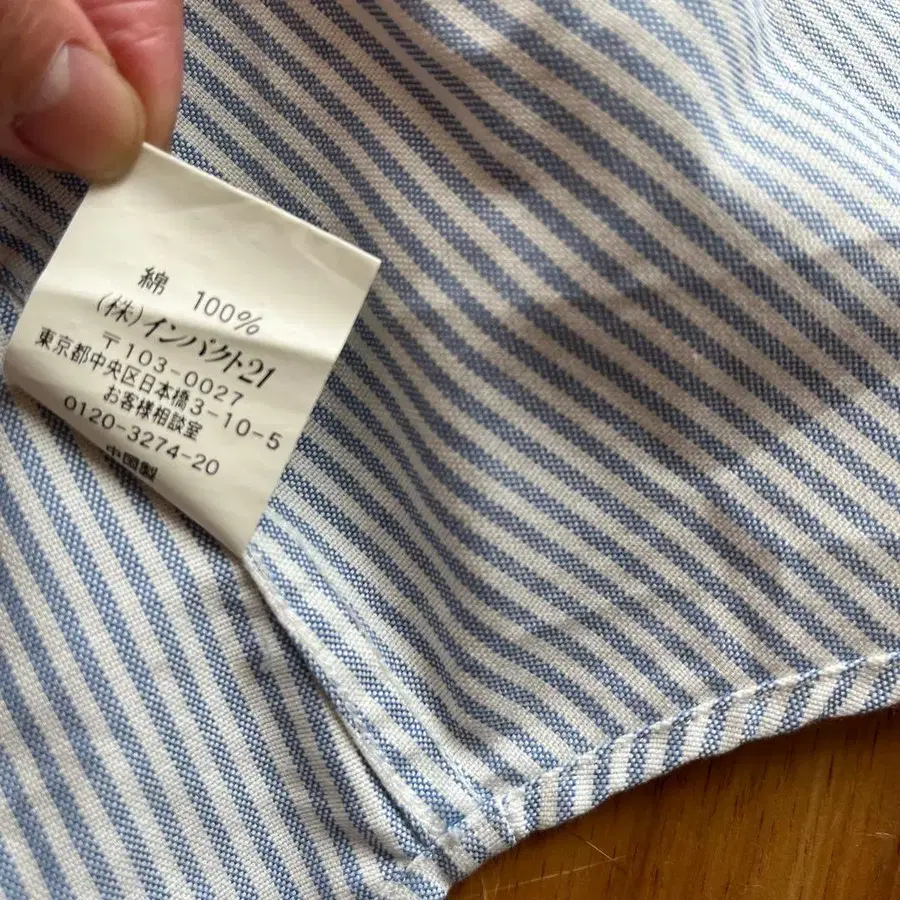 綿 100%
(株)インパクト21
〒103-0027
東京都中央区日本橋3-10-5
お客様相談室
0120-3274-20
中国製